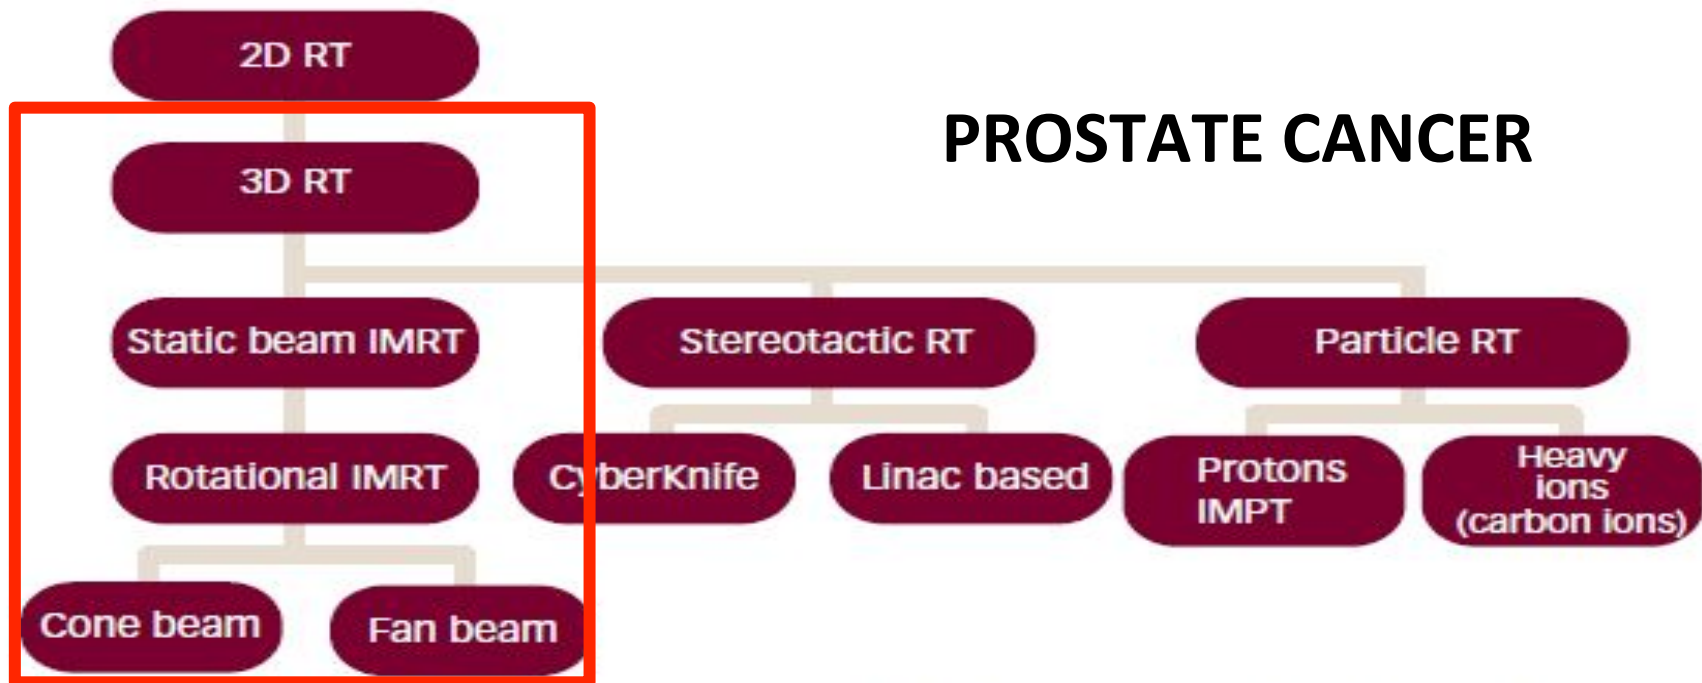 2D RT
PROSTATE CANCER
3D RT
Static beam IMRT
Stereotactic RT
Particle RT
Rotational IMRT
CyberKnife
Linac based
Protons
IMPT
Heavy
ions
(carbon ions)
Cone beam
Fan beam